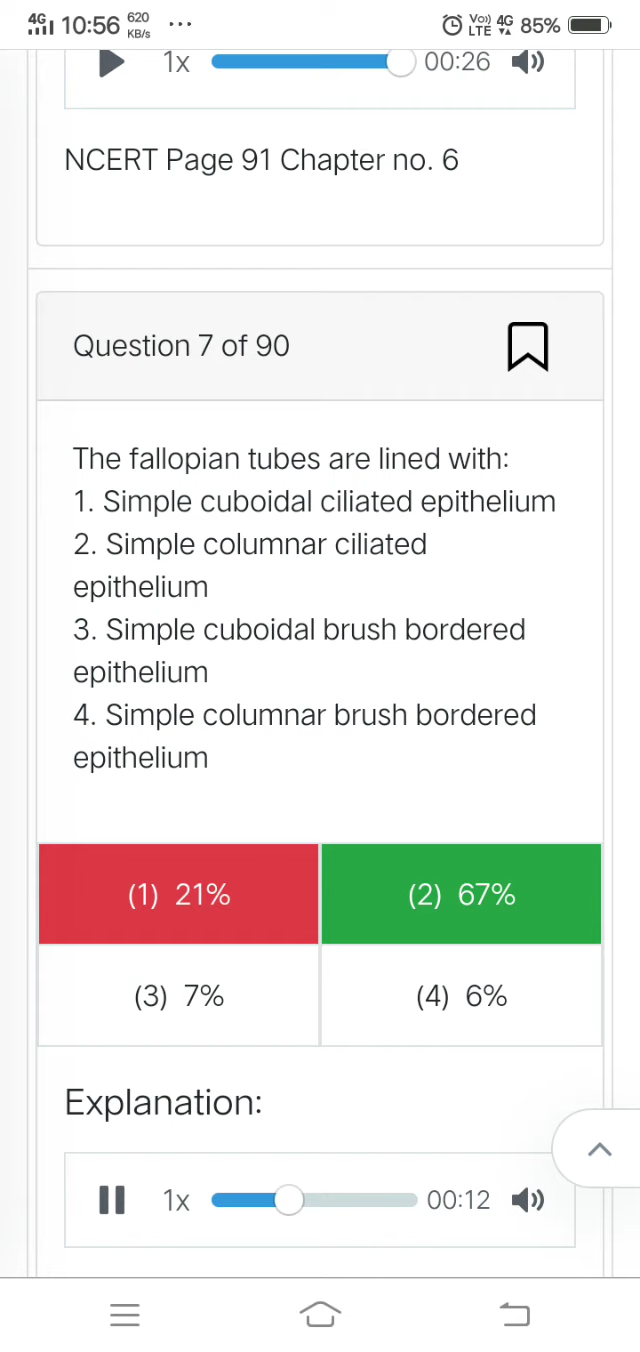 4G 10:56 620 KB/s ... Vo)) LTE 4G 85%
1x 00:26
NCERT Page 91 Chapter no. 6
Question 7 of 90
The fallopian tubes are lined with:
1. Simple cuboidal ciliated epithelium
2. Simple columnar ciliated
epithelium
3. Simple cuboidal brush bordered
epithelium
4. Simple columnar brush bordered
epithelium
(1) 21% (2) 67%
(3) 7% (4) 6%
Explanation:
1x 00:12